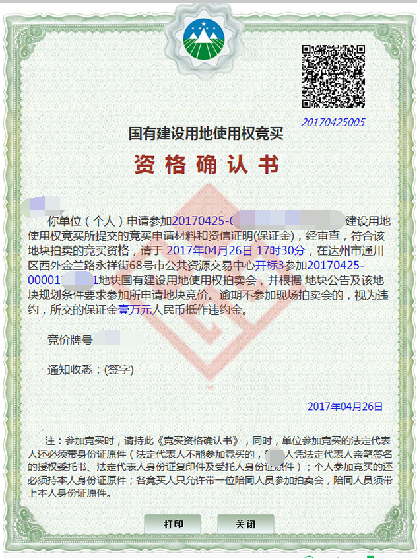 20170425005
国有建设用地使用权竞买
资格确认书
你单位（个人）申请参加20170425-0 建设用地
使用权竞买所提交的竞买申请材料和资信证明(保证金)，经审查，符合该
地块拍卖的竞买资格，请于 2017年04月26日 17时30分，在达州市通川
区西外金兰路永祥街68号市公共资源交易中心开标3参加20170425-
00001 地块国有建设用地使用权拍卖会，并根据 地块公告及该地
块规划条件要求参加所申请地块竞价。逾期不参加现场拍卖会的，视为违
约，所交的保证金壹万元人民币抵作违约金。
竞价牌号
通知收悉：(签字)
2017年04月26日
注：参加竞买时，请持此《竞买资格确认书》，同时，单位参加竞买的法定代表
人还必须带身份证原件（法定代表人不能参加竞买的， 人凭法定代表人亲笔签名
的授权委托书、法定代表人身份证复印件及受托人身份证原件）；个人参加竞买的还
必须持本人身份证原件；各竞买人只允许带一位陪同人员参加拍卖会，陪同人员须带
上本人身份证原件。
打印 关闭